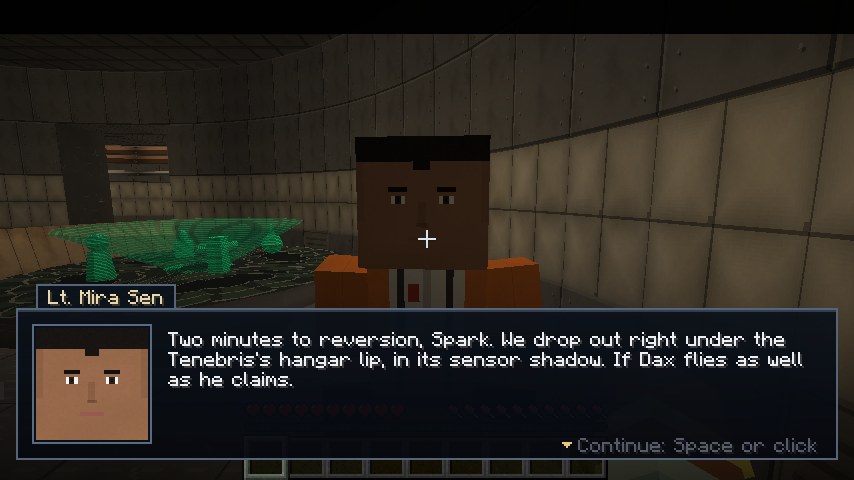 Lt. Mira Sen
Two minutes to reversion, Spark. We drop out right under the
Tenebris's hangar lip, in its sensor shadow. If Dax flies as well
as he claims.
Continue: Space or click